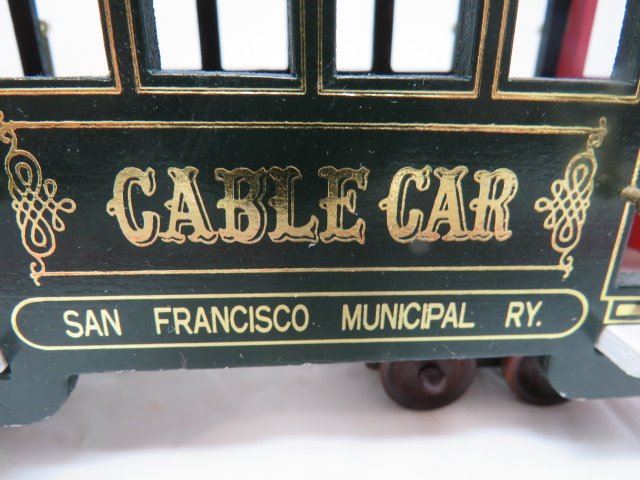 CABLE CAR
SAN FRANCISCO MUNICIPAL RY.